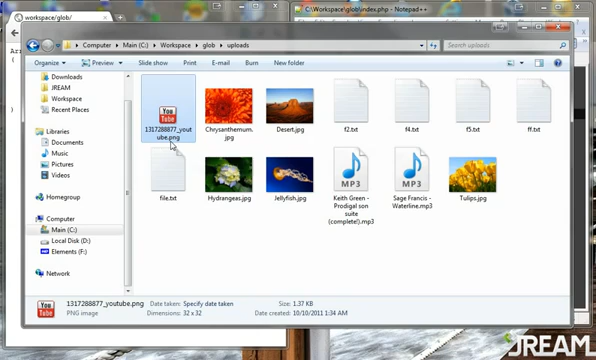 workspace/glob/
C:\Workspace\glob\index.php - Notepad++
Computer ▸ Main (C:) ▸ Workspace ▸ glob ▸ uploads
Search uploads
Organize
Preview
Slide show
Print
E-mail
Burn
New folder
Downloads
JREAM
Workspace
Recent Places
Libraries
Documents
Music
Pictures
Videos
Homegroup
Computer
Main (C:)
Local Disk (D:)
Elements (F:)
Network
You
Tube
1317288877_yout
ube.png
Chrysanthemum.
jpg
Desert.jpg
f2.txt
f4.txt
f5.txt
ff.txt
file.txt
Hydrangeas.jpg
Jellyfish.jpg
MP3
Keith Green -
Prodigal son
suite
(complete!).mp3
MP3
Sage Francis -
Waterline.mp3
Tulips.jpg
You
Tube
1317288877_youtube.png
PNG image
Date taken: Specify date taken
Dimensions: 32 x 32
Size: 1.37 KB
Date created: 10/10/2011 1:34 AM
JREAM